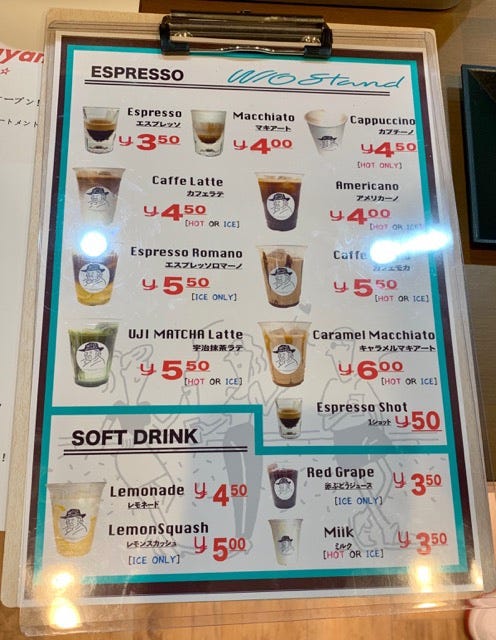 ESPRESSO
W/O Stand
Espresso
エスプレッソ
¥350
Macchiato
マキアート
¥400
Cappuccino
カプチーノ
¥450
[HOT ONLY]
Caffe Latte
カフェラテ
¥450
[HOT OR ICE]
Americano
アメリカーノ
¥400
[HOT OR ICE]
Espresso Romano
エスプレッソロマーノ
¥550
[ICE ONLY]
Caffe
カフェモカ
¥550
[HOT OR ICE]
UJI MATCHA Latte
宇治抹茶ラテ
¥550
[HOT OR ICE]
Caramel Macchiato
キャラメルマキアート
¥600
[HOT OR ICE]
Espresso Shot
1ショット
¥50
SOFT DRINK
Lemonade
レモネード
¥450
LemonSquash
レモンスカッシュ
[ICE ONLY]
¥500
Red Grape
赤ぶどうジュース
[ICE ONLY]
¥350
Milk
ミルク
[HOT OR ICE]
¥350